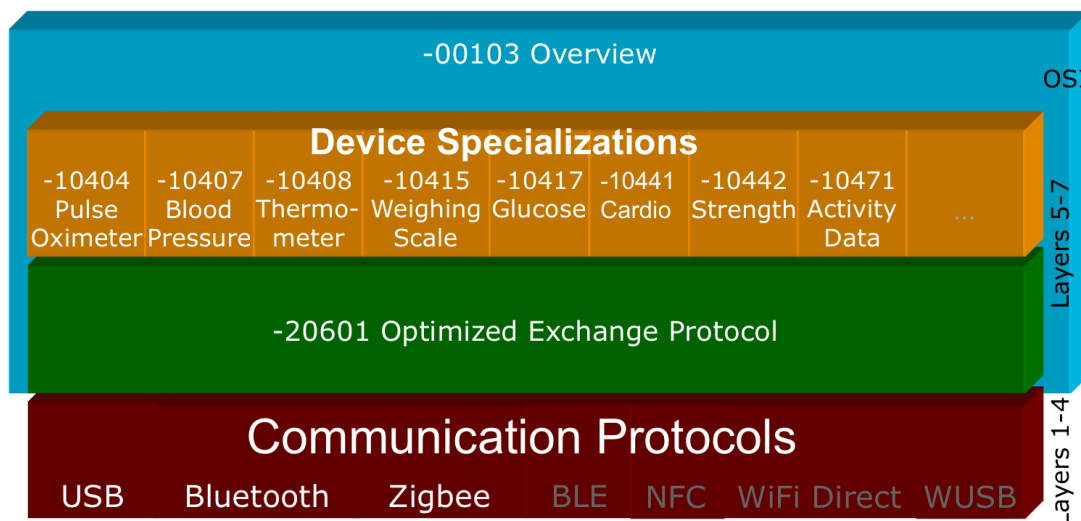 -00103 Overview
OSI
Device Specializations
-10404 -10407 -10408 -10415 -10417 -10441 -10442 -10471
Pulse Blood Thermo- Weighing Glucose Cardio Strength Activity ...
Oximeter Pressure meter Scale Data
Layers 5-7
-20601 Optimized Exchange Protocol
Communication Protocols
USB Bluetooth Zigbee BLE NFC WiFi Direct WUSB
Layers 1-4